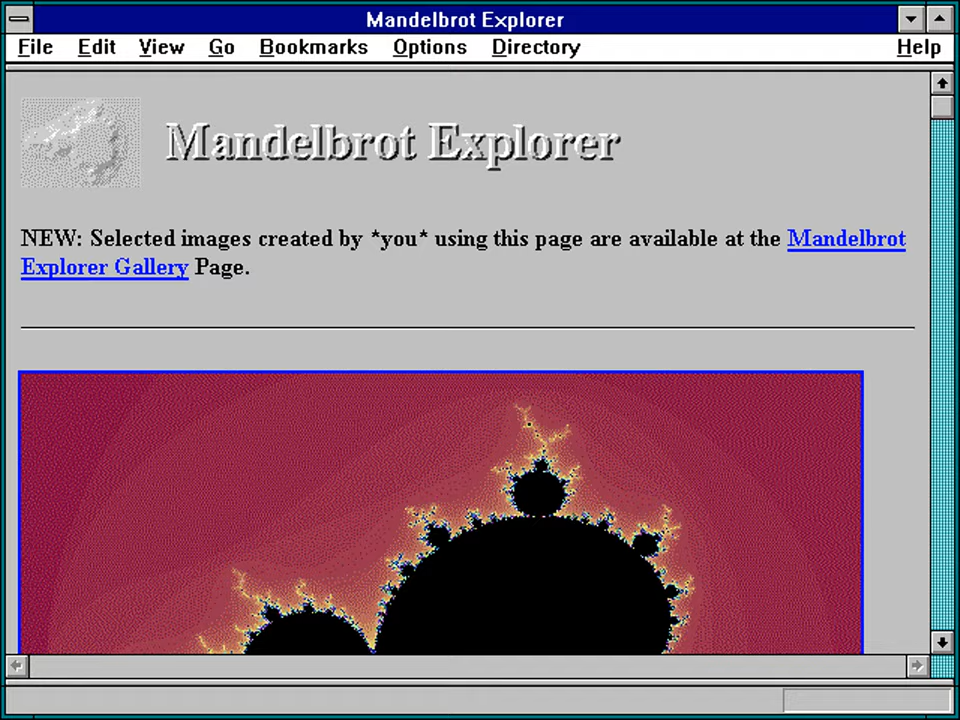 Mandelbrot Explorer
File Edit View Go Bookmarks Options Directory Help
Mandelbrot Explorer
NEW: Selected images created by *you* using this page are available at the Mandelbrot
Explorer Gallery Page.